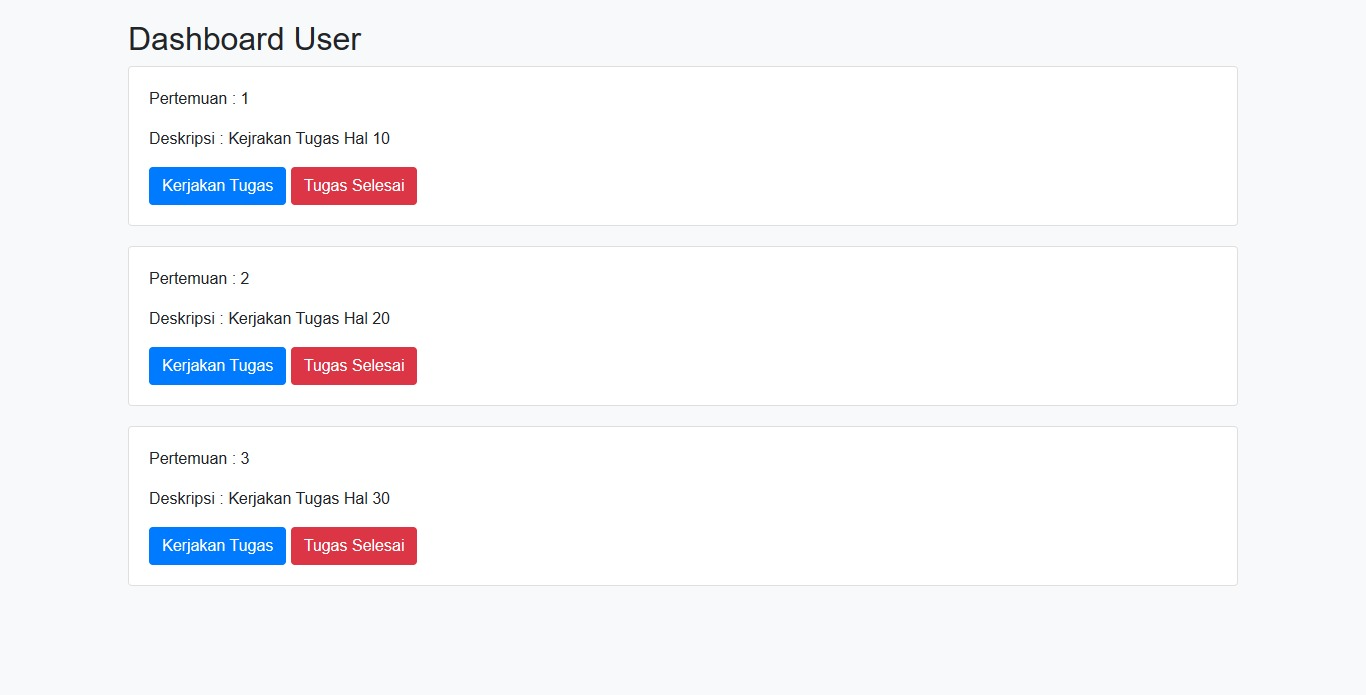 Dashboard User
Pertemuan : 1
Deskripsi : Kejrakan Tugas Hal 10
Kerjakan Tugas Tugas Selesai
Pertemuan : 2
Deskripsi : Kerjakan Tugas Hal 20
Kerjakan Tugas Tugas Selesai
Pertemuan : 3
Deskripsi : Kerjakan Tugas Hal 30
Kerjakan Tugas Tugas Selesai